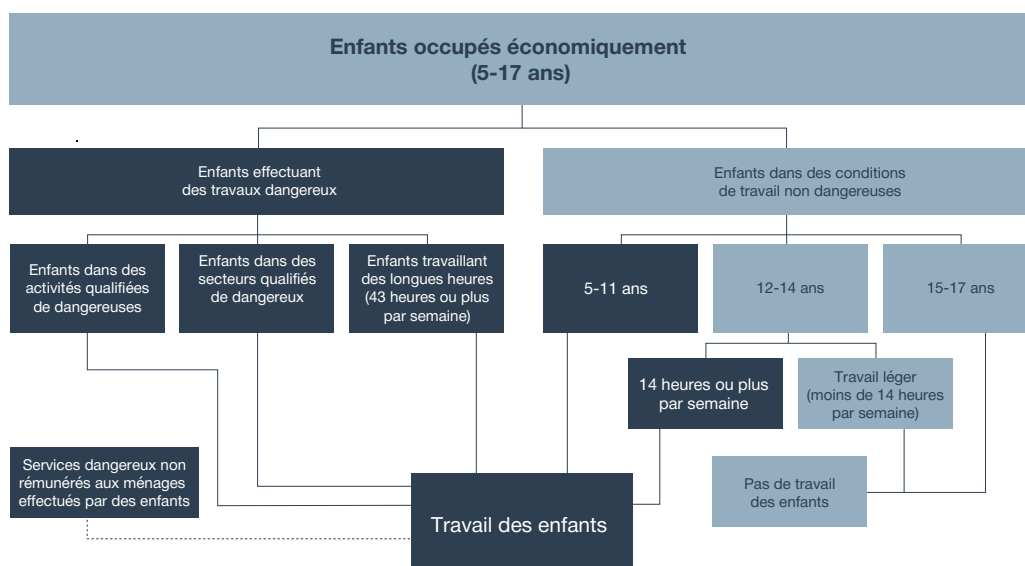 Enfants occupés économiquement
(5-17 ans)
Enfants effectuant
des travaux dangereux
Enfants dans des conditions
de travail non dangereuses
Enfants dans des
activités qualifiées
de dangereuses
Enfants dans des
secteurs qualifiés
de dangereux
Enfants travaillant
des longues heures
(43 heures ou plus
par semaine)
5-11 ans
12-14 ans
15-17 ans
14 heures ou plus
par semaine
Travail léger
(moins de 14 heures
par semaine)
Services dangereux non
rémunérés aux ménages
effectués par des enfants
Travail des enfants
Pas de travail
des enfants